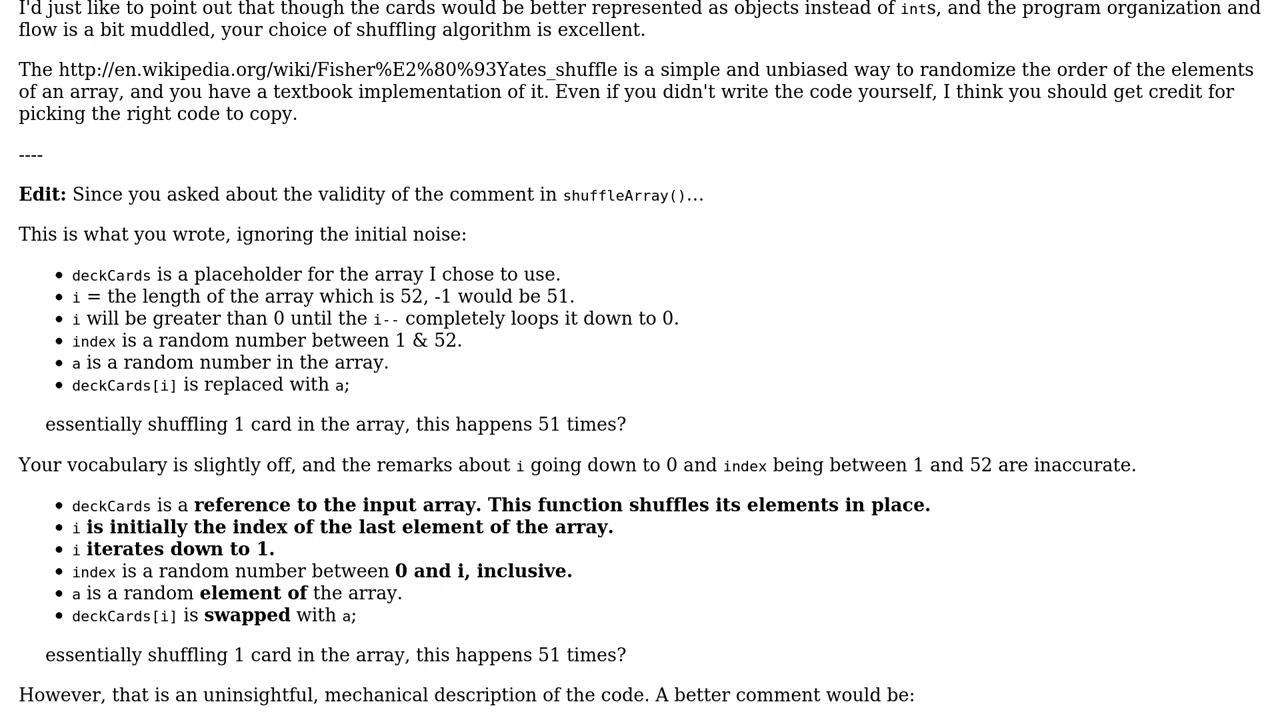 I'd just like to point out that though the cards would be better represented as objects instead of ints, and the program organization and
flow is a bit muddled, your choice of shuffling algorithm is excellent.
The http://en.wikipedia.org/wiki/Fisher%E2%80%93Yates_shuffle is a simple and unbiased way to randomize the order of the elements
of an array, and you have a textbook implementation of it. Even if you didn't write the code yourself, I think you should get credit for
picking the right code to copy.
----
Edit: Since you asked about the validity of the comment in shuffleArray()…
This is what you wrote, ignoring the initial noise:
• deckCards is a placeholder for the array I chose to use.
• i = the length of the array which is 52, -1 would be 51.
• i will be greater than 0 until the i-- completely loops it down to 0.
• index is a random number between 1 & 52.
• a is a random number in the array.
• deckCards[i] is replaced with a;
essentially shuffling 1 card in the array, this happens 51 times?
Your vocabulary is slightly off, and the remarks about i going down to 0 and index being between 1 and 52 are inaccurate.
• deckCards is a reference to the input array. This function shuffles its elements in place.
• i is initially the index of the last element of the array.
• i iterates down to 1.
• index is a random number between 0 and i, inclusive.
• a is a random element of the array.
• deckCards[i] is swapped with a;
essentially shuffling 1 card in the array, this happens 51 times?
However, that is an uninsightful, mechanical description of the code. A better comment would be: